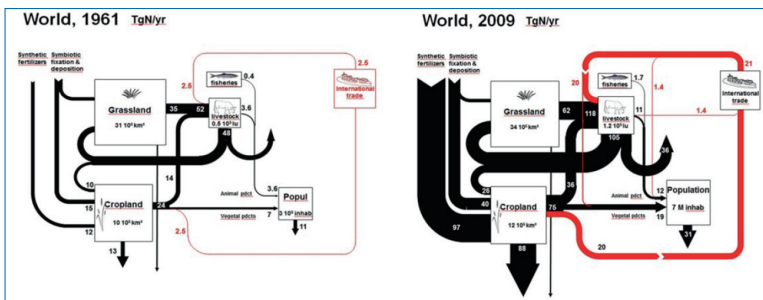 World, 1961 TgN/yr
Synthetic fertilizers
Symbiotic fixation & deposition
2.5
2.5
International trade
fisheries
0.4
Grassland
31 10⁶ km²
35
52
livestock
0.5 10⁹ lu
3.6
48
14
10
15
12
Cropland
10 10⁶ km²
24
Animal pdct
Vegetal pdcts
3.6
7
Popul
3 10⁹ inhab
11
2.5
13
World, 2009 TgN/yr
Synthetic fertilizers
Symbiotic fixation & deposition
20
21
International trade
fisheries
1.7
1.4
1.4
Grassland
34 10⁶ km²
62
118
livestock
1.2 10⁹ lu
11
105
36
36
26
40
97
Cropland
12 10⁶ km²
75
Animal pdct
Vegetal pdcts
12
19
Population
7 M inhab
31
20
88